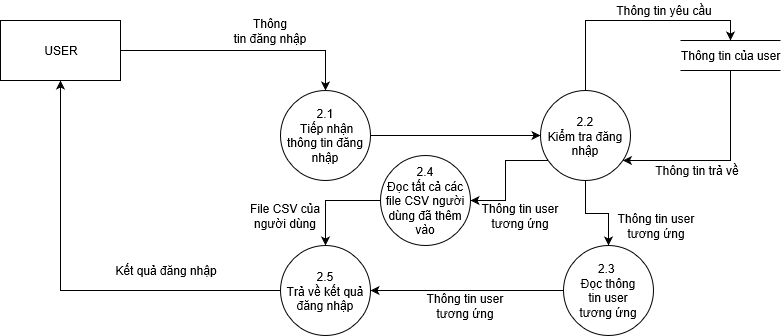 Thông tin yêu cầu
Thông
tin đăng nhập
USER
Thông tin của user
2.1
Tiếp nhận
thông tin đăng
nhập
2.2
Kiểm tra đăng
nhập
Thông tin trả về
2.4
Đọc tất cả các
file CSV người
dùng đã thêm
vào
File CSV của
người dùng
Thông tin user
tương ứng
Thông tin user
tương ứng
Kết quả đăng nhập
2.5
Trả về kết quả
đăng nhập
Thông tin user
tương ứng
2.3
Đọc thông
tin user
tương ứng